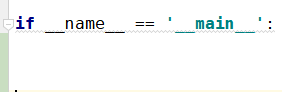 if __name__ == '__main__':